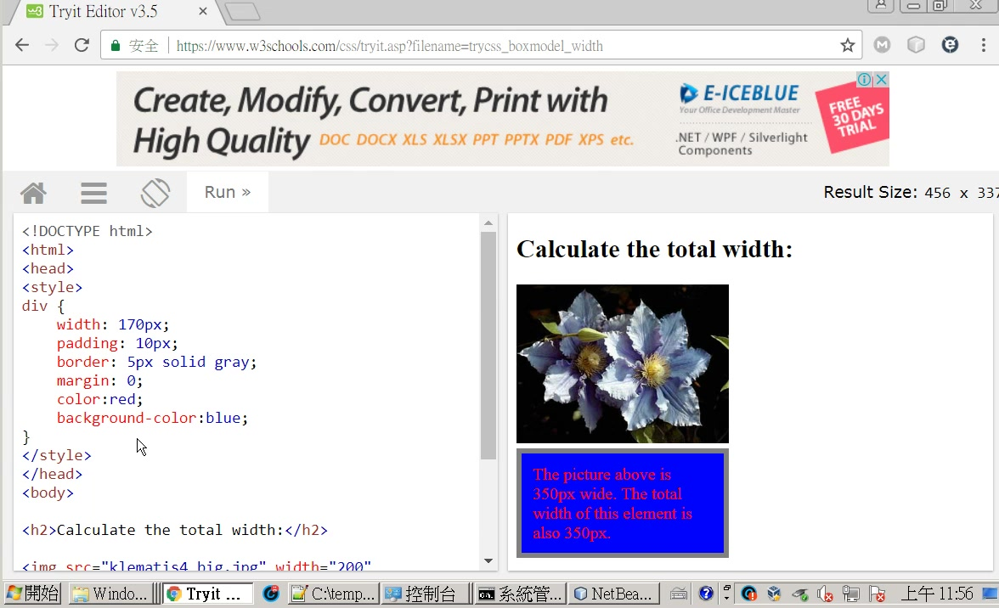 Tryit Editor v3.5
安全
https://www.w3schools.com/css/tryit.asp?filename=trycss_boxmodel_width
Create, Modify, Convert, Print with
High Quality DOC DOCX XLS XLSX PPT PPTX PDF XPS etc.
E-ICEBLUE
Your Office Development Master
.NET / WPF / Silverlight
Components
FREE
30 DAYS
TRIAL
Run »
Result Size: 456 x 337
<!DOCTYPE html>
<html>
<head>
<style>
div {
    width: 170px;
    padding: 10px;
    border: 5px solid gray;
    margin: 0;
    color:red;
    background-color:blue;
}
</style>
</head>
<body>
<h2>Calculate the total width:</h2>
<img src="klematis4_big.jpg" width="200"
Calculate the total width:
The picture above is
350px wide. The total
width of this element is
also 350px.
開始
Windo...
Tryit ...
C:\temp...
控制台
系統管...
NetBea...
上午 11:56